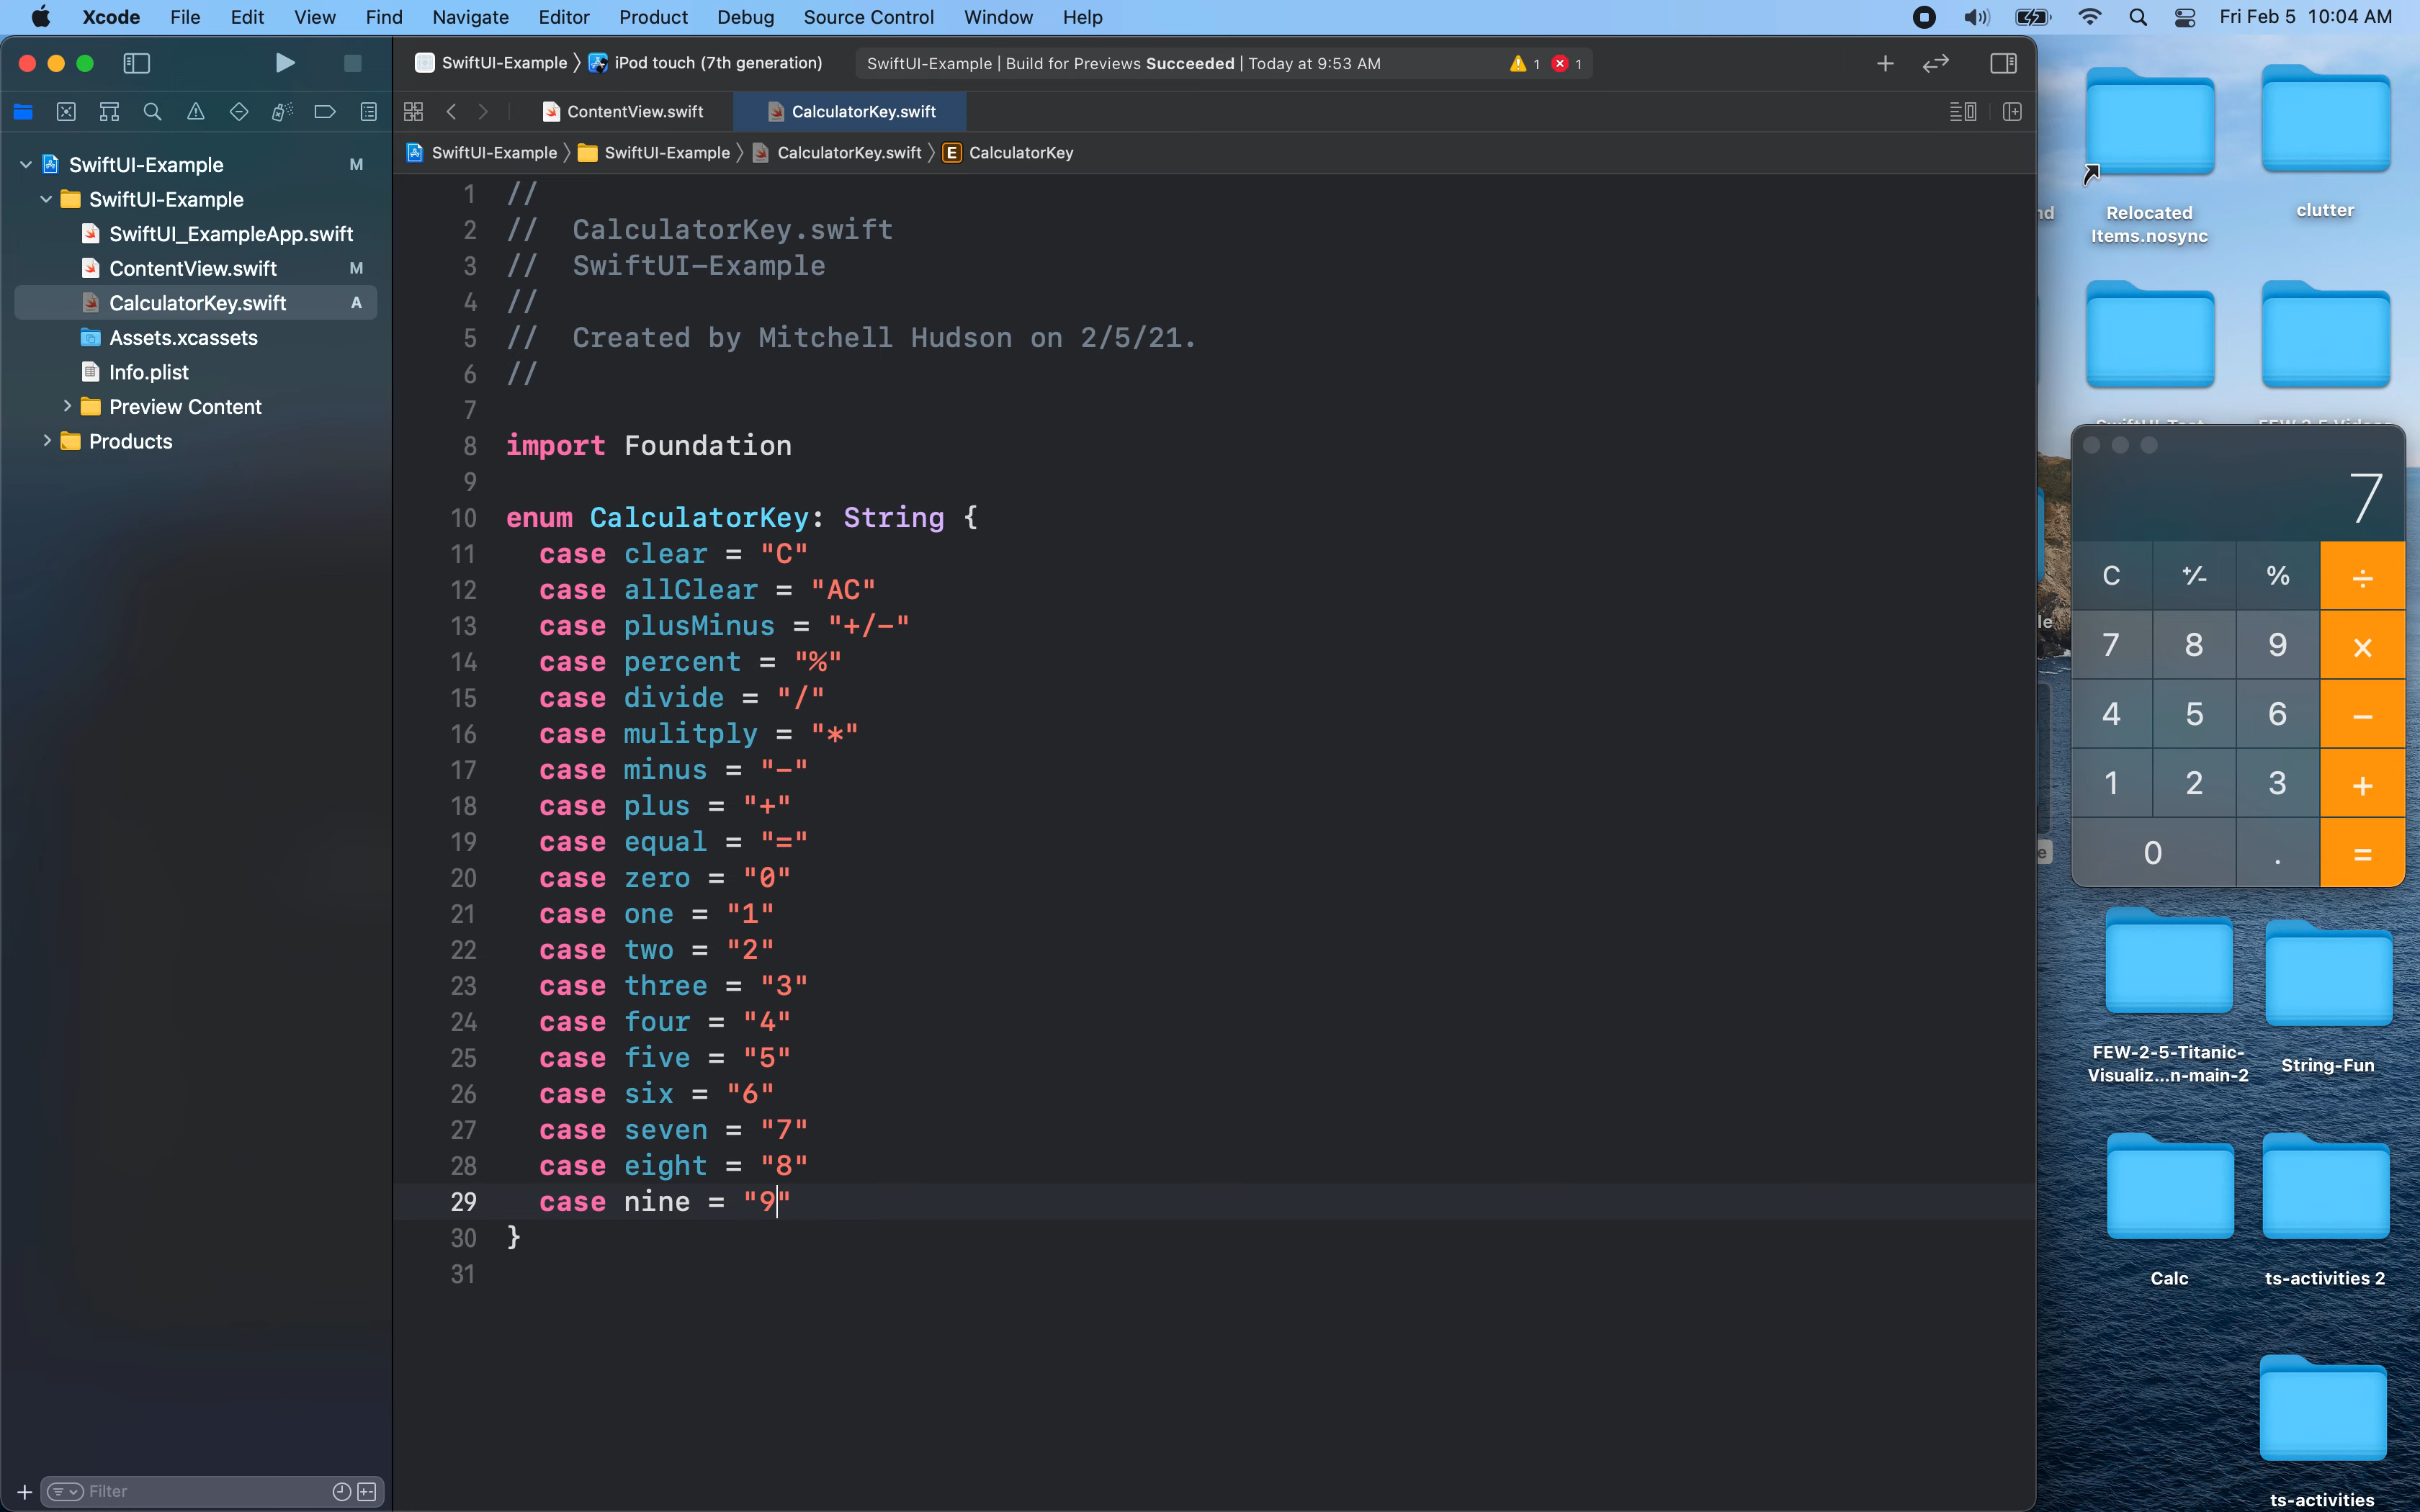 Xcode File Edit View Find Navigate Editor Product Debug Source Control Window Help Fri Feb 5 10:04 AM
SwiftUI-Example 〉 iPod touch (7th generation) SwiftUI-Example | Build for Previews Succeeded | Today at 9:53 AM 1 1
ContentView.swift CalculatorKey.swift
SwiftUI-Example 〉 SwiftUI-Example 〉 CalculatorKey.swift 〉 E CalculatorKey
SwiftUI-Example M
SwiftUI-Example
SwiftUI_ExampleApp.swift
ContentView.swift M
CalculatorKey.swift A
Assets.xcassets
Info.plist
Preview Content
Products
Filter
1 //
2 //  CalculatorKey.swift
3 //  SwiftUI-Example
4 //
5 //  Created by Mitchell Hudson on 2/5/21.
6 //
7
8 import Foundation
9
10 enum CalculatorKey: String {
11   case clear = "C"
12   case allClear = "AC"
13   case plusMinus = "+/-"
14   case percent = "%"
15   case divide = "/"
16   case mulitply = "*"
17   case minus = "-"
18   case plus = "+"
19   case equal = "="
20   case zero = "0"
21   case one = "1"
22   case two = "2"
23   case three = "3"
24   case four = "4"
25   case five = "5"
26   case six = "6"
27   case seven = "7"
28   case eight = "8"
29   case nine = "9"
30 }
31
Relocated
Items.nosync
clutter
7
C +/- % ÷
7 8 9 ×
4 5 6 −
1 2 3 +
0 . =
FEW-2-5-Titanic-
Visualiz...n-main-2
String-Fun
Calc
ts-activities 2
ts-activities